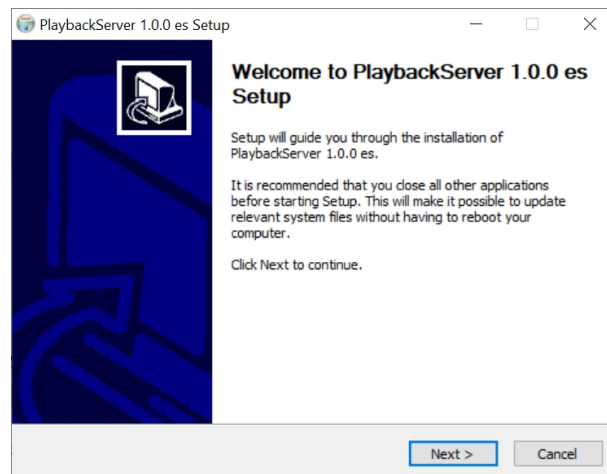 PlaybackServer 1.0.0 es Setup
Welcome to PlaybackServer 1.0.0 es
Setup
Setup will guide you through the installation of
PlaybackServer 1.0.0 es.
It is recommended that you close all other applications
before starting Setup. This will make it possible to update
relevant system files without having to reboot your
computer.
Click Next to continue.
Next >
Cancel